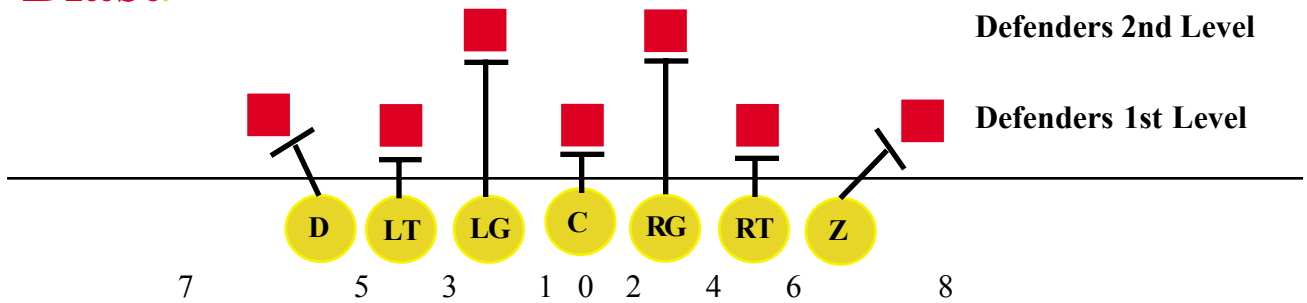 Defenders 2nd Level
Defenders 1st Level
D LT LG C RG RT Z
7 5 3 1 0 2 4 6 8